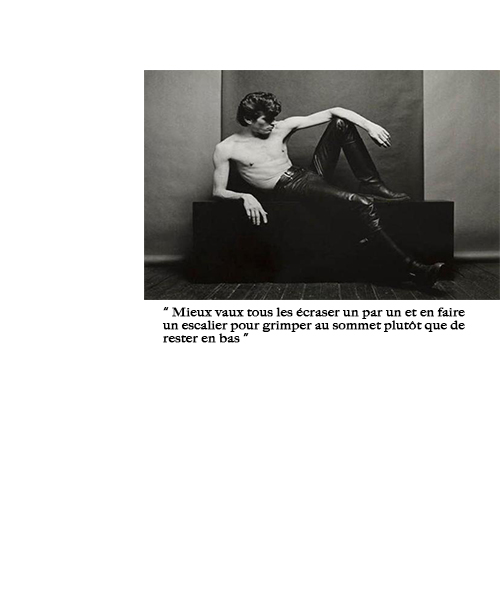 “ Mieux vaux tous les écraser un par un et en faire
un escalier pour grimper au sommet plutôt que de
rester en bas ”